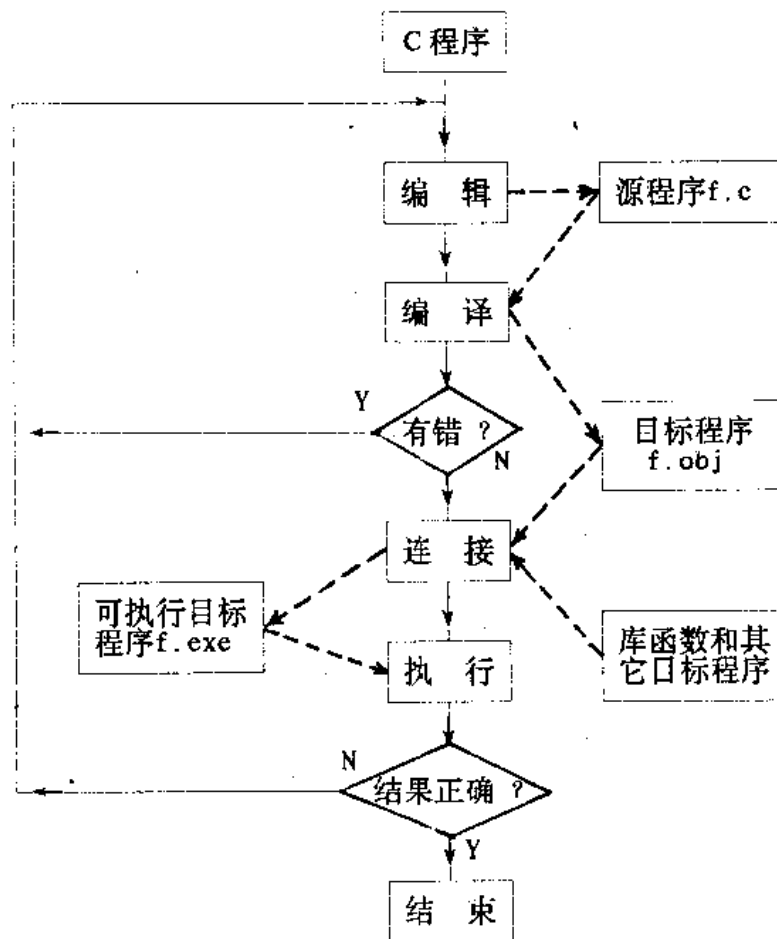 C 程序
编 辑
源程序f.c
编 译
Y
有错 ?
N
目标程序
f.obj
连 接
可执行目标
程序f.exe
库函数和其
它目标程序
执 行
N
结果正确 ?
Y
结 束